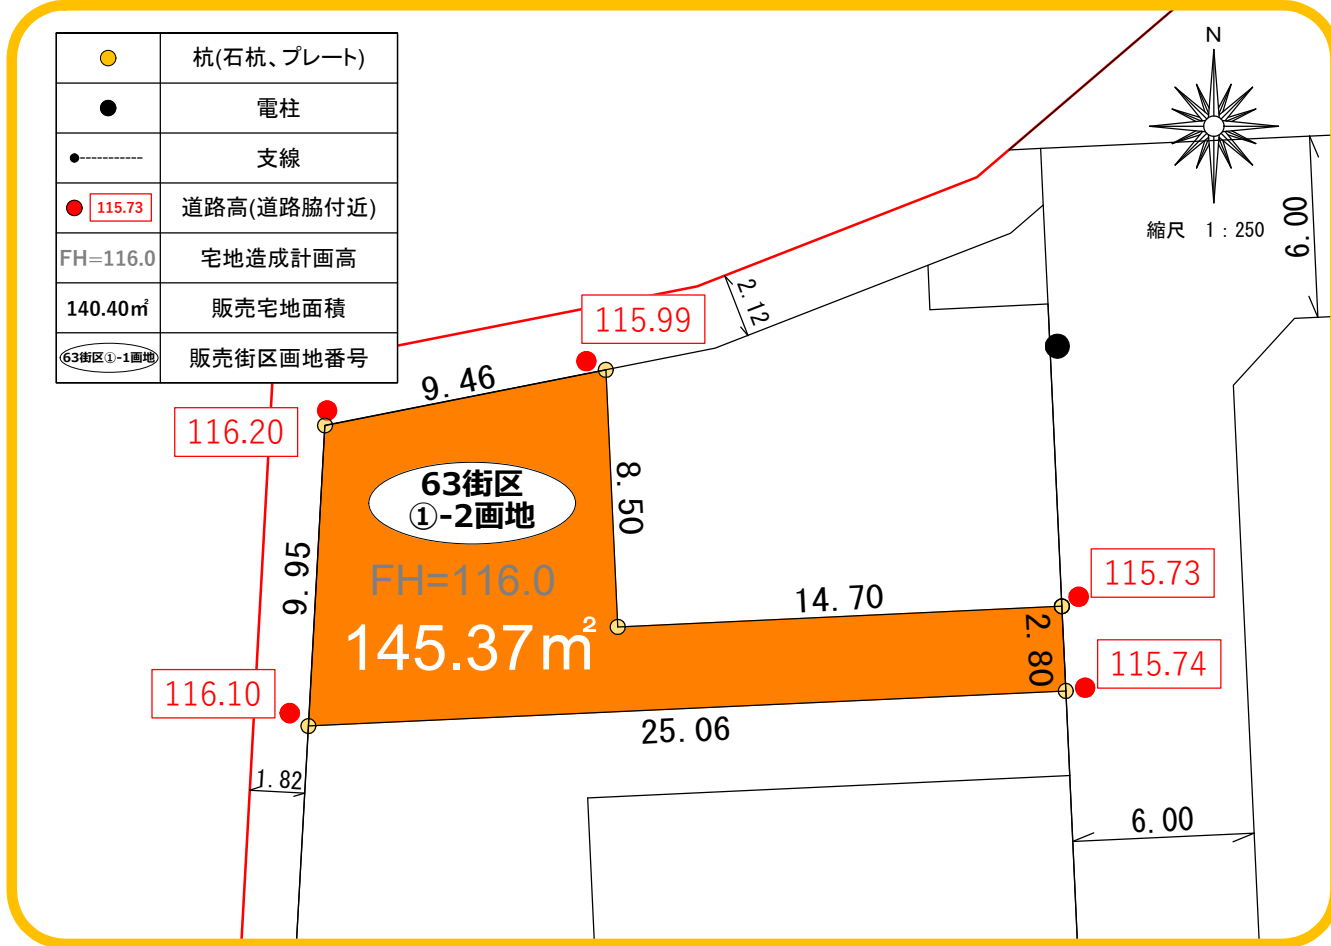 杭(石杭、プレート)
電柱
支線
115.73
道路高(道路脇付近)
FH=116.0
宅地造成計画高
140.40㎡
販売宅地面積
63街区①-1画地
販売街区画地番号
N
縮尺 1：250
6.00
2.12
115.99
9.46
116.20
63街区
①-2画地
8.50
9.95
FH=116.0
145.37㎡
14.70
115.73
2.80
115.74
116.10
25.06
1.82
6.00